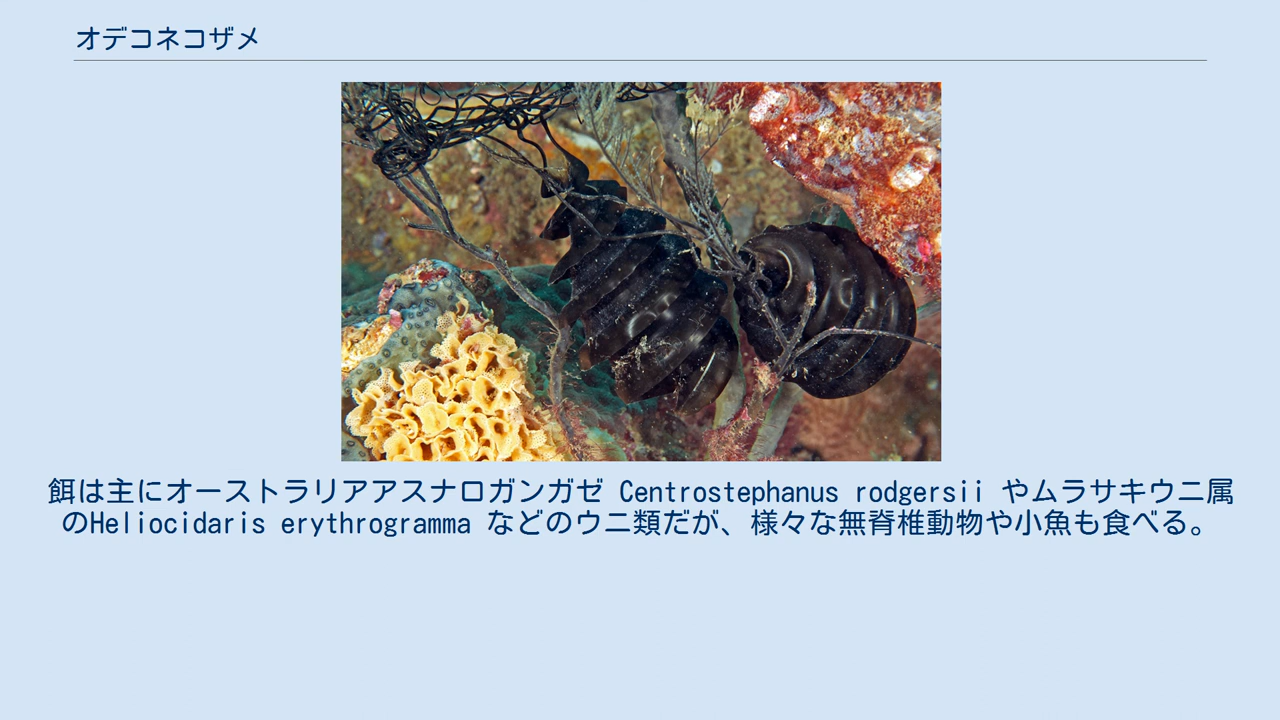 オデコネコザメ
餌は主にオーストラリアアスナロガンガゼ Centrostephanus rodgersii やムラサキウニ属
のHeliocidaris erythrogramma などのウニ類だが、様々な無脊椎動物や小魚も食べる。